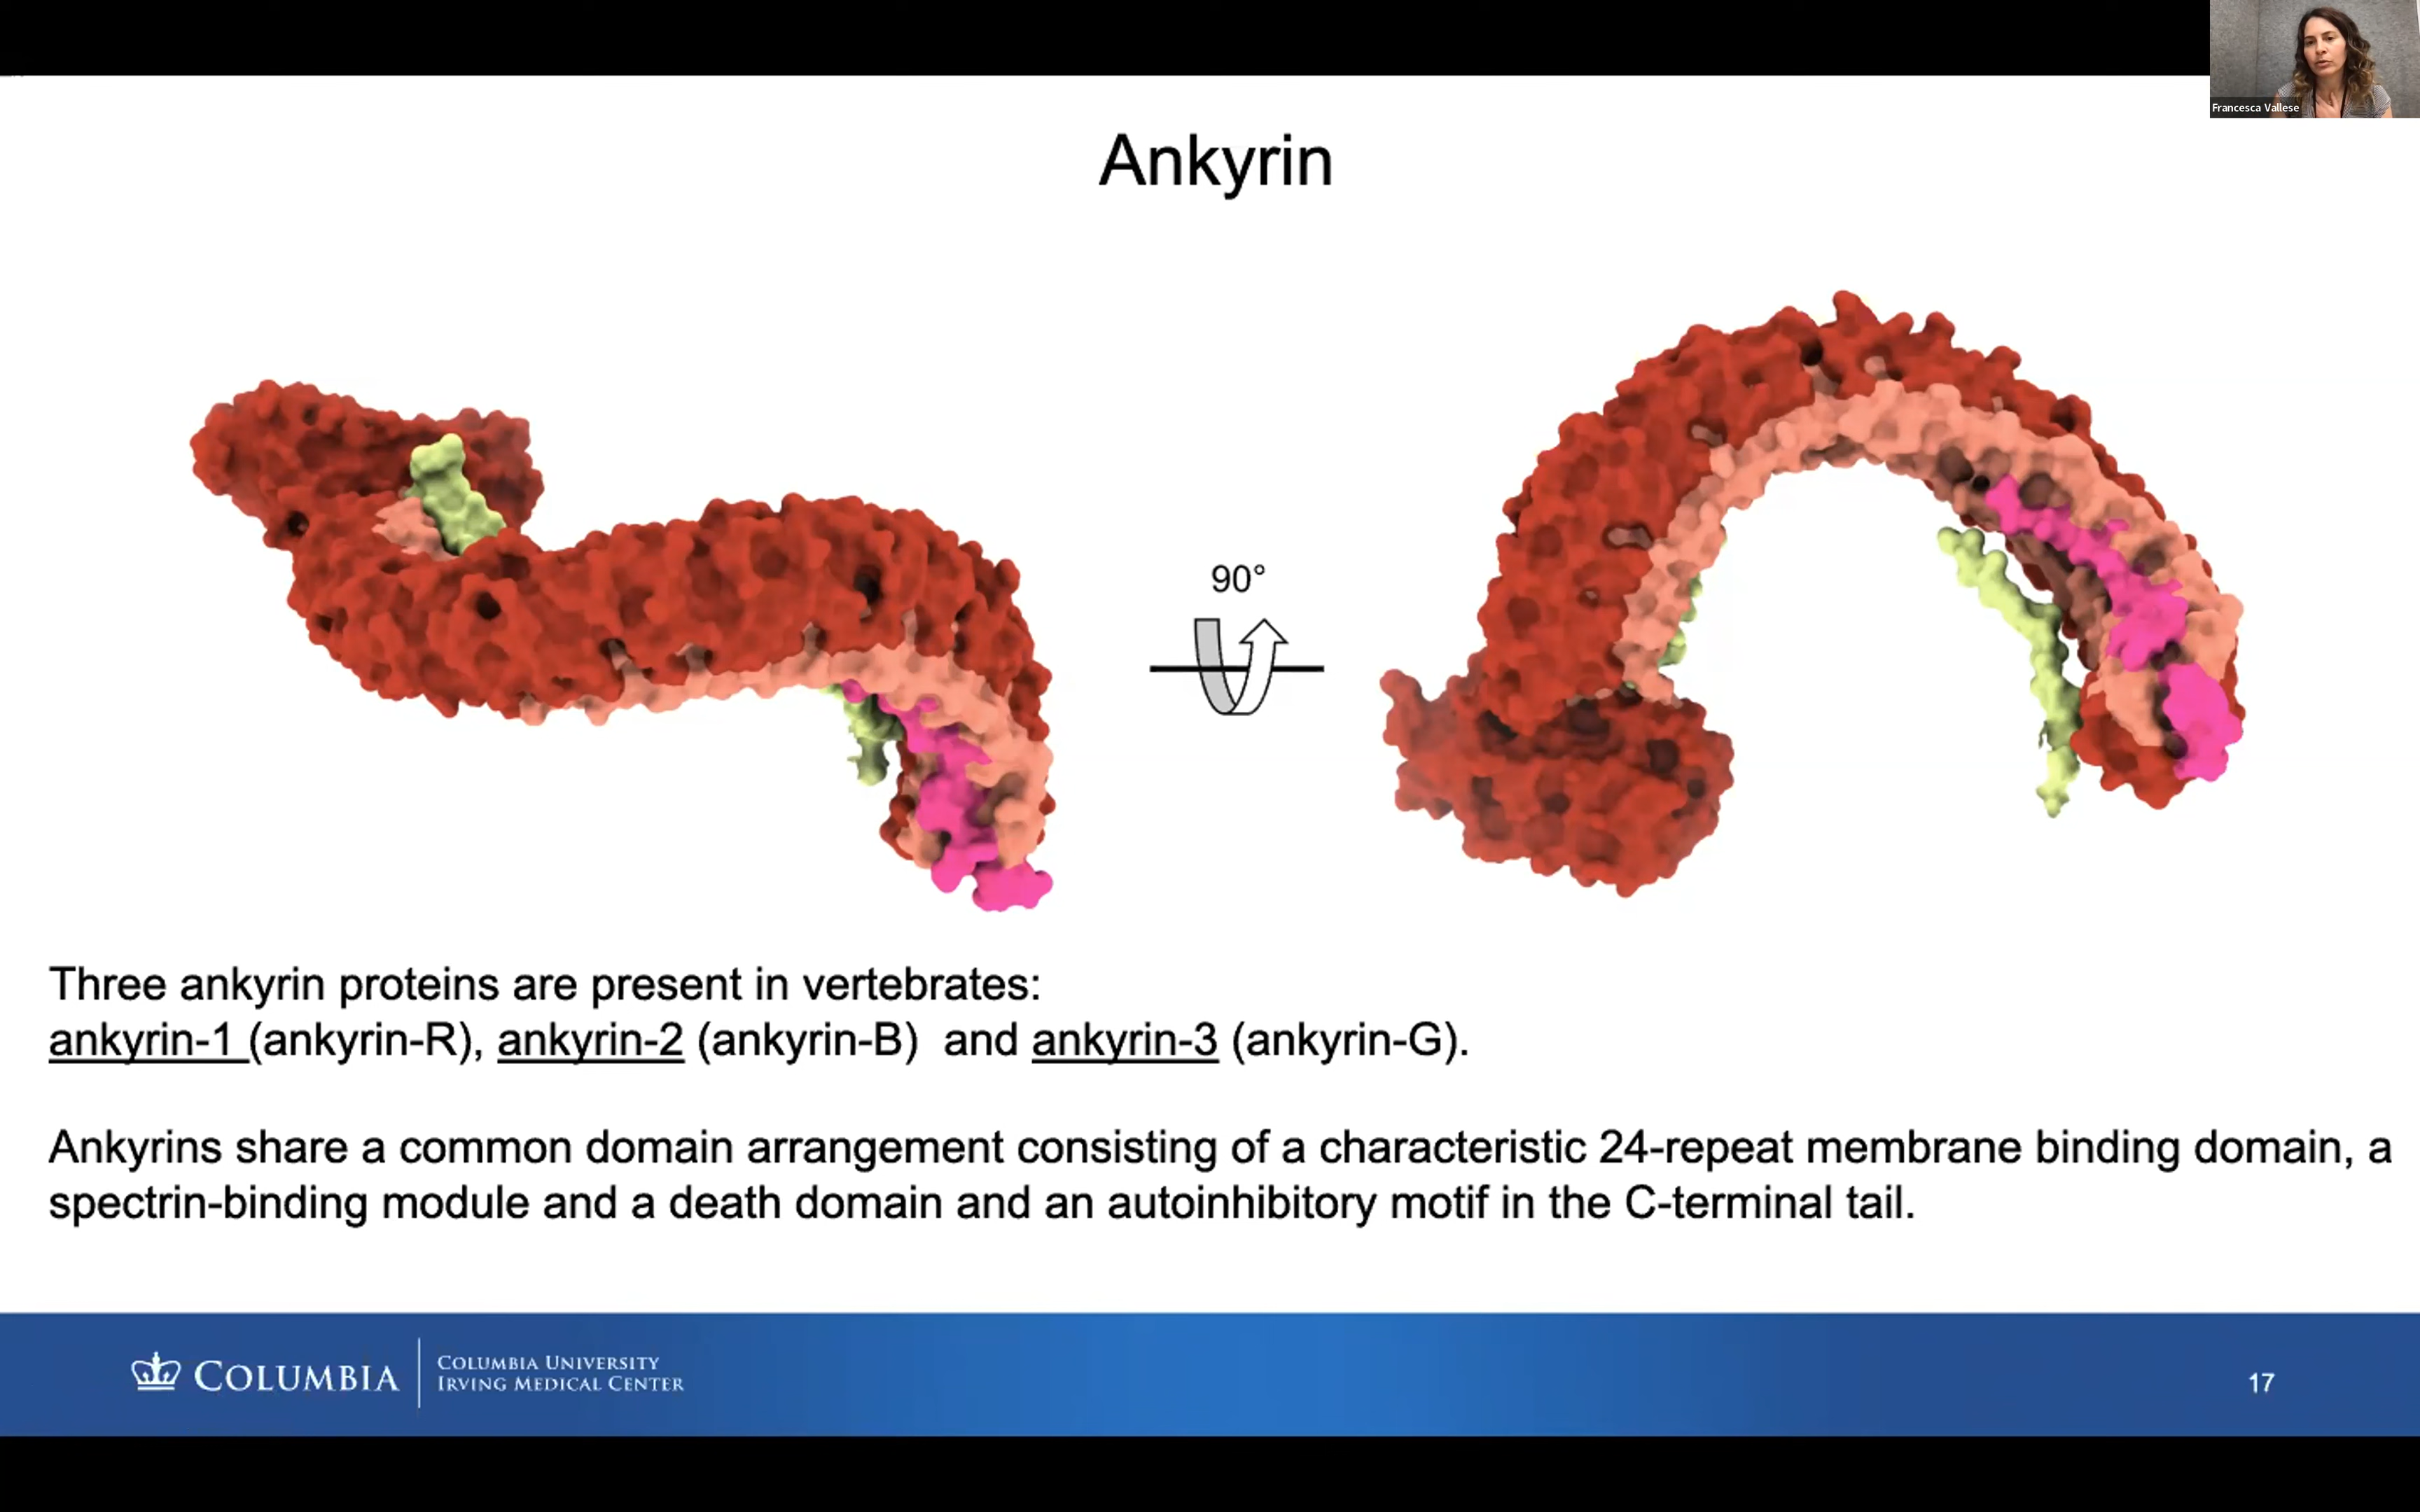 Francesca Vallese
Ankyrin
90°
Three ankyrin proteins are present in vertebrates:
ankyrin-1 (ankyrin-R), ankyrin-2 (ankyrin-B)  and ankyrin-3 (ankyrin-G).
Ankyrins share a common domain arrangement consisting of a characteristic 24-repeat membrane binding domain, a
spectrin-binding module and a death domain and an autoinhibitory motif in the C-terminal tail.
COLUMBIA
COLUMBIA UNIVERSITY
IRVING MEDICAL CENTER
17